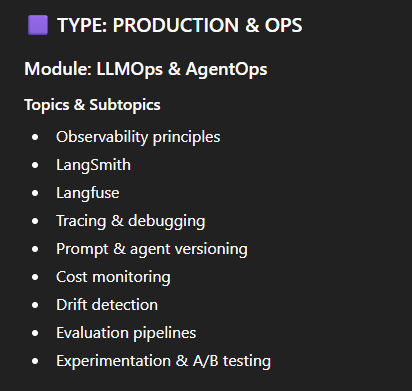 TYPE: PRODUCTION & OPS
Module: LLMOps & AgentOps
Topics & Subtopics
• Observability principles
• LangSmith
• Langfuse
• Tracing & debugging
• Prompt & agent versioning
• Cost monitoring
• Drift detection
• Evaluation pipelines
• Experimentation & A/B testing